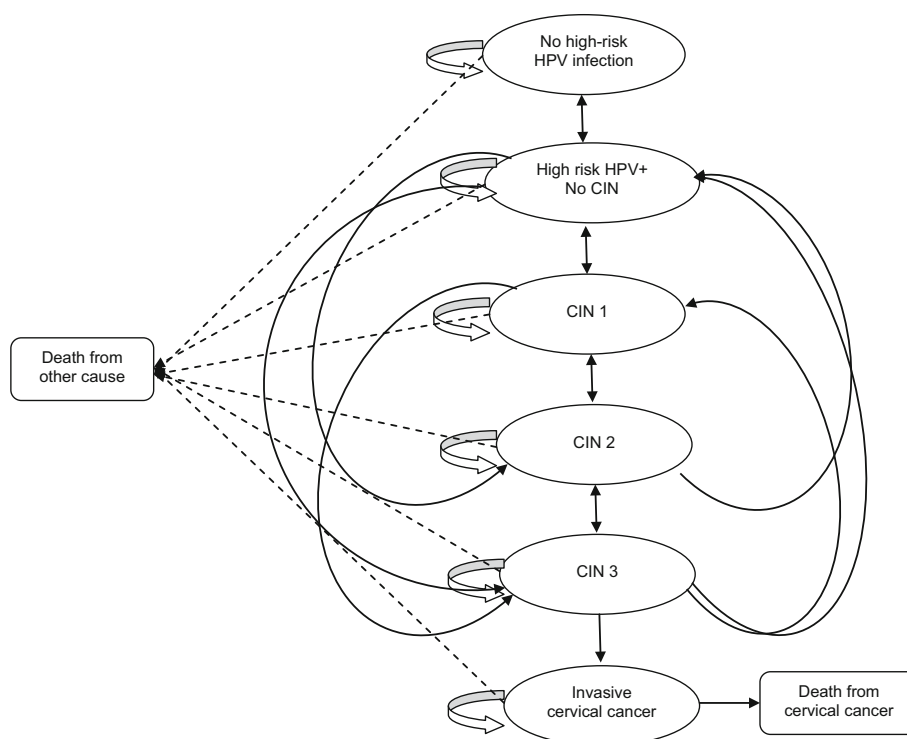 No high-risk
HPV infection
High risk HPV+
No CIN
CIN 1
Death from
other cause
CIN 2
CIN 3
Invasive
cervical cancer
Death from
cervical cancer